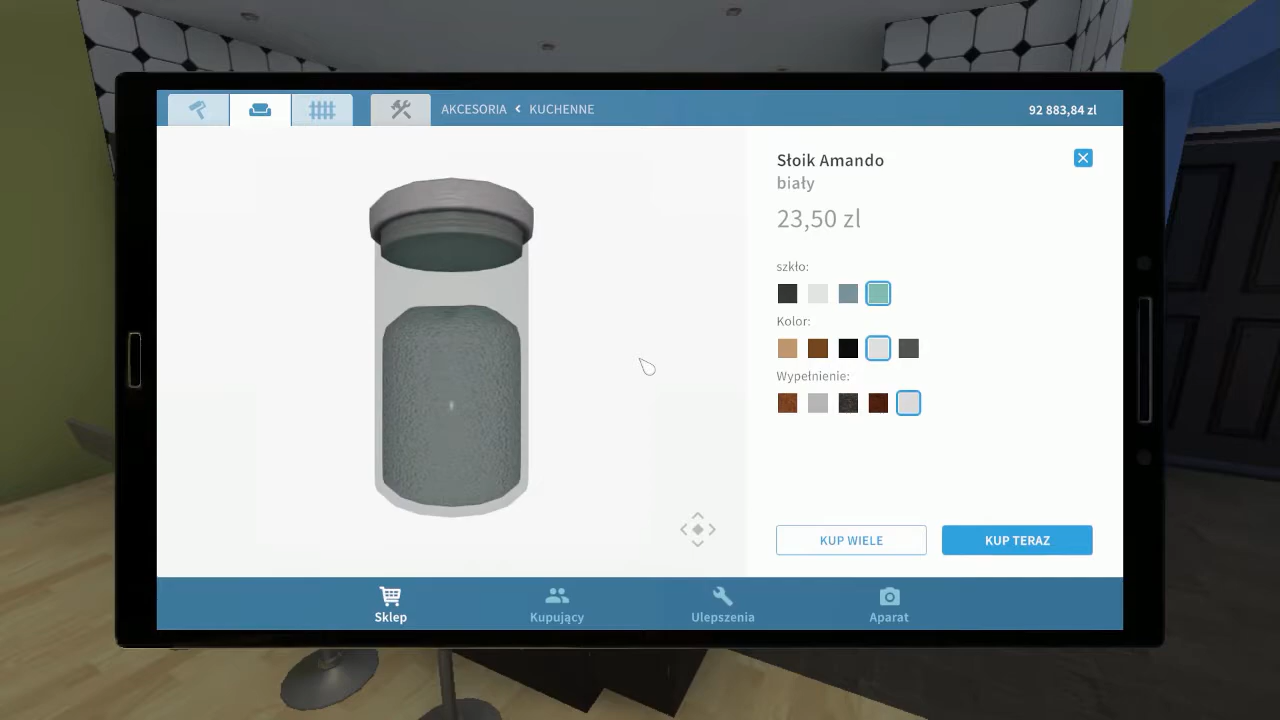 AKCESORIA < KUCHENNE
92 883,84 zl
Słoik Amando
biały
23,50 zl
szkło:
Kolor:
Wypełnienie:
KUP WIELE
KUP TERAZ
Sklep
Kupujący
Ulepszenia
Aparat